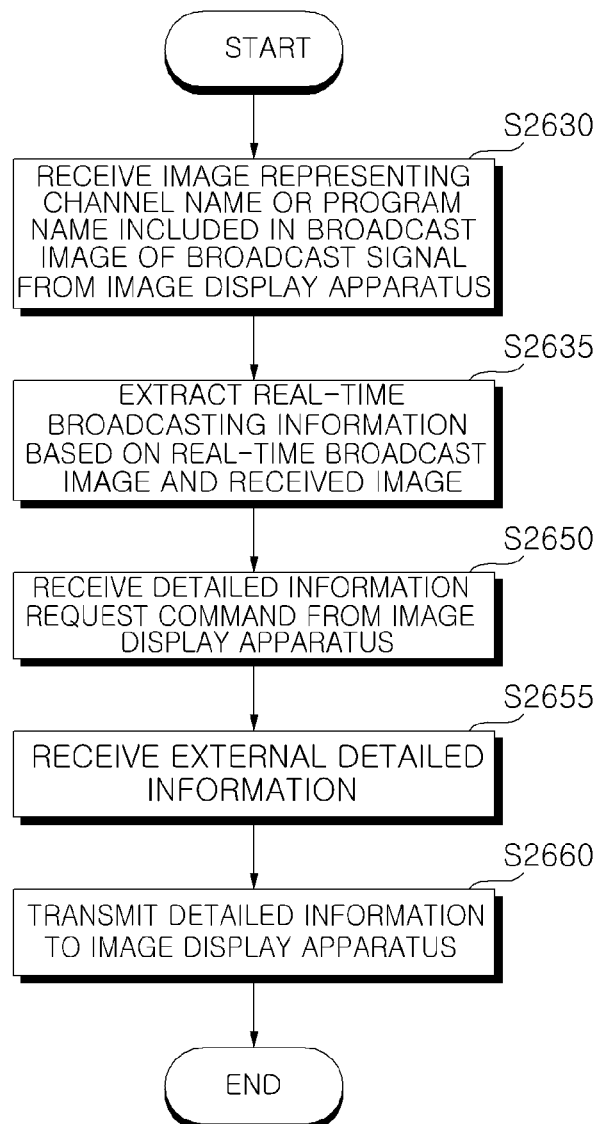 START
S2630
RECEIVE IMAGE REPRESENTING
CHANNEL NAME OR PROGRAM
NAME INCLUDED IN BROADCAST
IMAGE OF BROADCAST SIGNAL
FROM IMAGE DISPLAY APPARATUS
S2635
EXTRACT REAL-TIME
BROADCASTING INFORMATION
BASED ON REAL-TIME BROADCAST
IMAGE AND RECEIVED IMAGE
S2650
RECEIVE DETAILED INFORMATION
REQUEST COMMAND FROM IMAGE
DISPLAY APPARATUS
S2655
RECEIVE EXTERNAL DETAILED
INFORMATION
S2660
TRANSMIT DETAILED INFORMATION
TO IMAGE DISPLAY APPARATUS
END